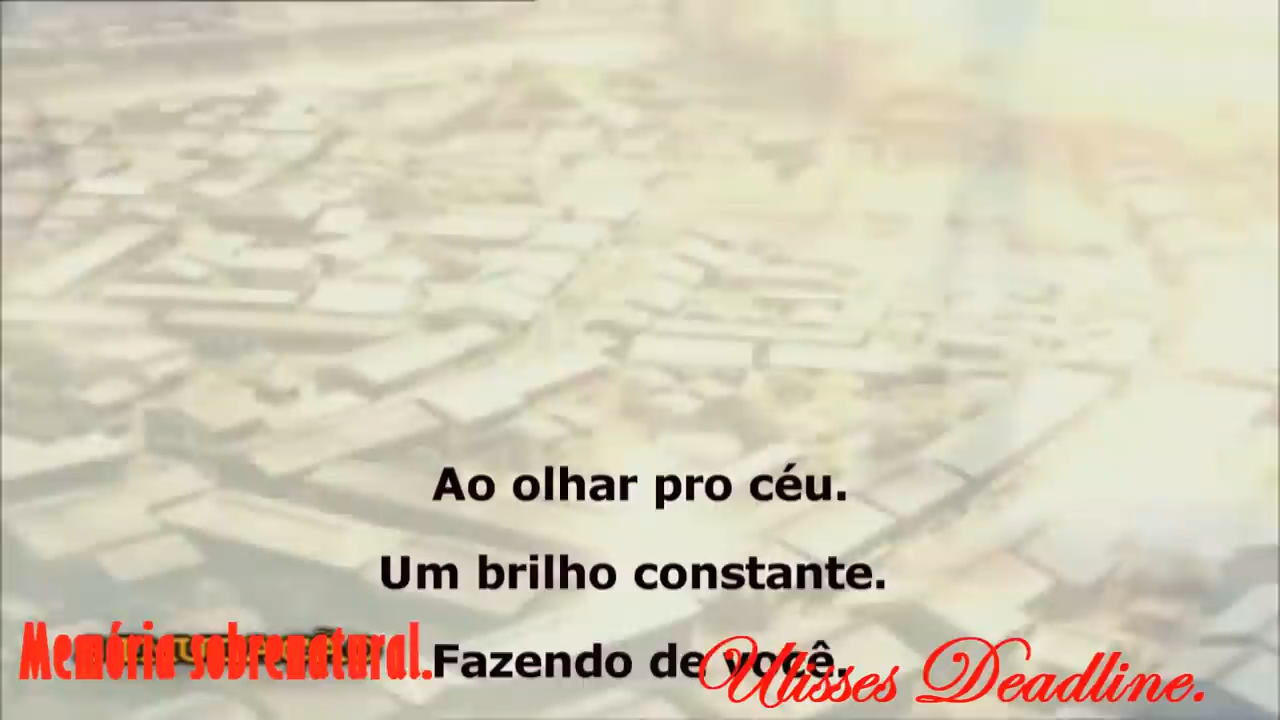 Ao olhar pro céu.
Um brilho constante.
Memória sobrenatural.
Fazendo de você.
Ulisses Deadline.